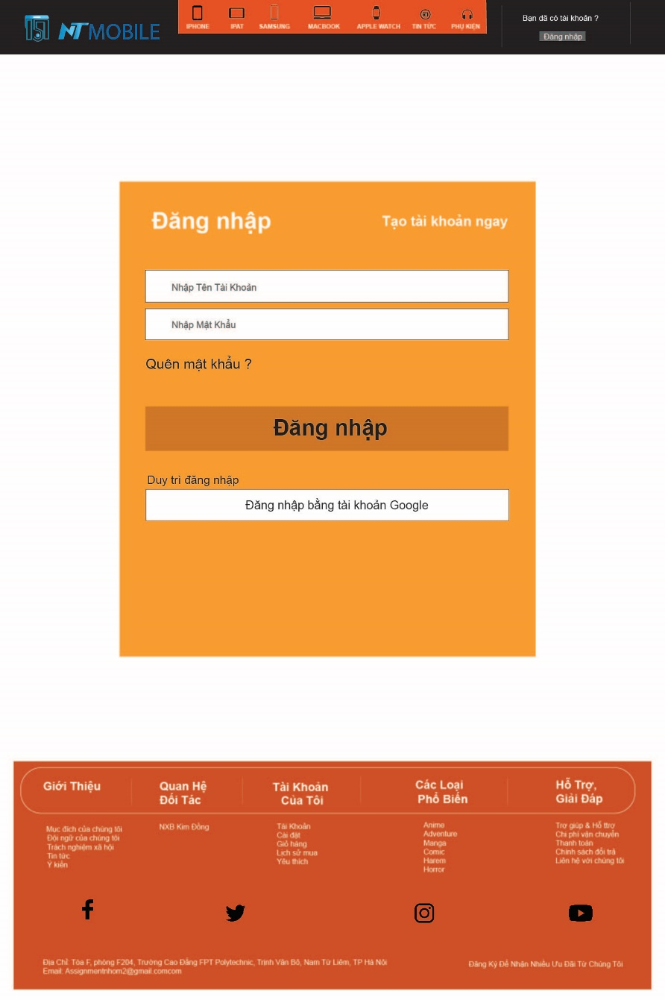 NT MOBILE
IPHONE IPAT SAMSUNG MACBOOK APPLE WATCH TIN TỨC PHỤ KIỆN
Bạn dã có tài khoản ?
Đăng nhập
Đăng nhập
Tạo tài khoản ngay
Nhập Tên Tài Khoản
Nhập Mật Khẩu
Quên mật khẩu ?
Đăng nhập
Duy trì đăng nhập
Đăng nhập bằng tài khoản Google
Giới Thiệu
Mục đích của chúng tôi
Đội ngữ của chúng tôi
Trách nghiệm xã hội
Tin tức
Ý kiến
Quan Hệ
Đối Tác
NXB Kim Đồng
Tài Khoản
Của Tôi
Tài Khoản
Cài đặt
Giỏ hàng
Lịch sử mua
Yêu thích
Các Loại
Phổ Biến
Anime
Adventure
Manga
Comic
Harem
Horror
Hỗ Trợ,
Giải Đáp
Trợ giúp & Hỗ ttrợ
Chi phí vận chuyển
Thanh toán
Chính sách đổi trả
Liên hệ với chúng tôi
Địa Chỉ: Tòa F, phòng F204, Trường Cao Đẳng FPT Polytechnic, Trịnh Văn Bô, Nam Từ Liêm, TP Hà Nôi
Email: Assignmentnhom2@gmail.comcom
Đăng Ký Để Nhận Nhiều Ưu Đãi Từ Chúng Tôi